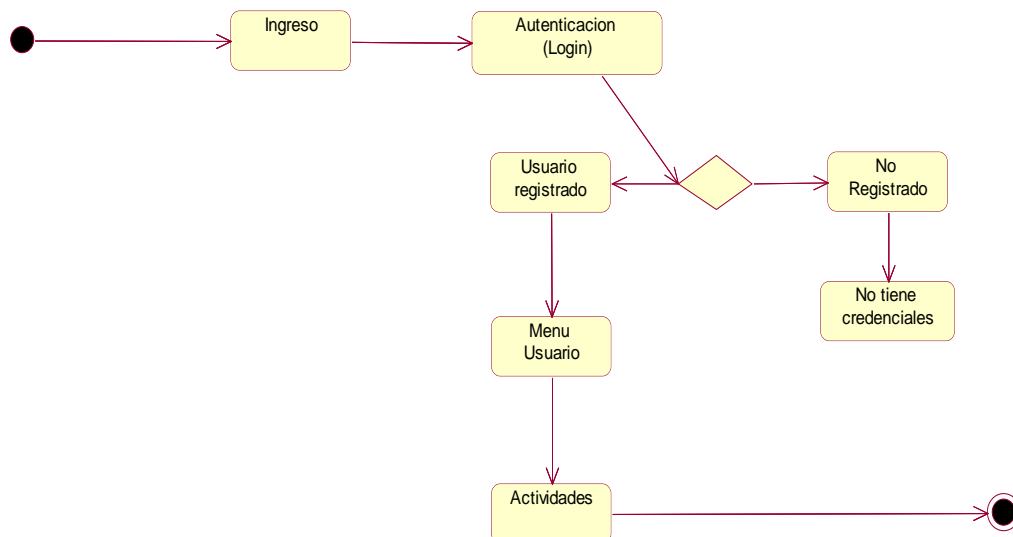 Ingreso
Autenticacion
(Login)
Usuario
registrado
No
Registrado
No tiene
credenciales
Menu
Usuario
Actividades